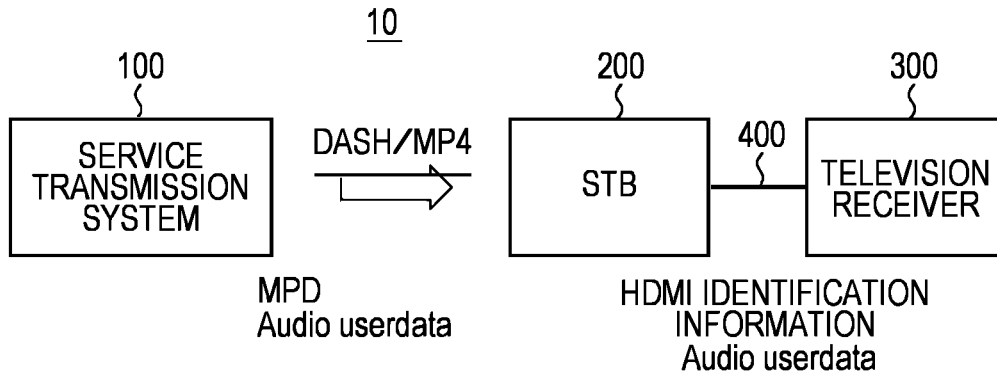 10
100
200
300
SERVICE
TRANSMISSION
SYSTEM
DASH/MP4
STB
400
TELEVISION
RECEIVER
MPD
Audio userdata
HDMI IDENTIFICATION
INFORMATION
Audio userdata